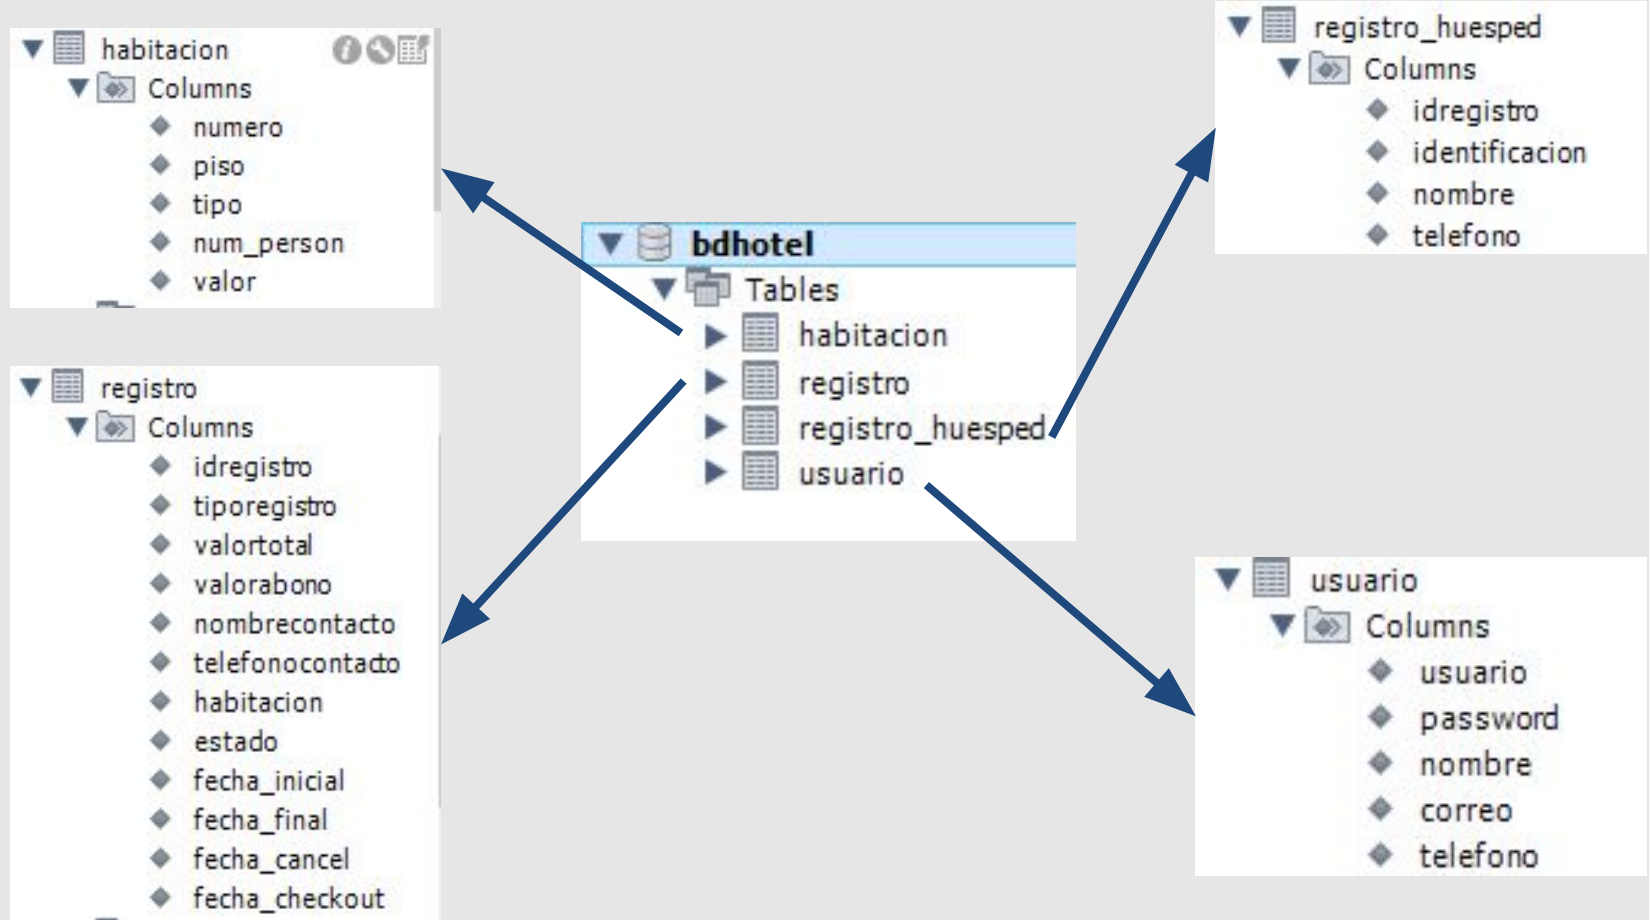 habitacion
Columns
numero
piso
tipo
num_person
valor
registro
Columns
idregistro
tiporegistro
valortotal
valorabono
nombrecontacto
telefonocontacto
habitacion
estado
fecha_inicial
fecha_final
fecha_cancel
fecha_checkout
bdhotel
Tables
habitacion
registro
registro_huesped
usuario
registro_huesped
Columns
idregistro
identificacion
nombre
telefono
usuario
Columns
usuario
password
nombre
correo
telefono